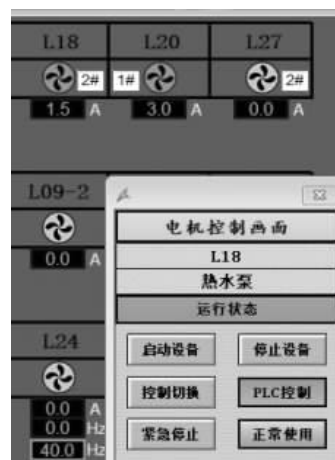 L18 L20 L27
2# 1# 2#
1.5 A 3.0 A 0.0 A
L09-2
0.0 A
电机控制画面
L18
热水泵
运行状态
启动设备 停止设备
控制切换 PLC控制
紧急停止 正常使用
L24
0.0 A
0.0 Hz
40.0 Hz